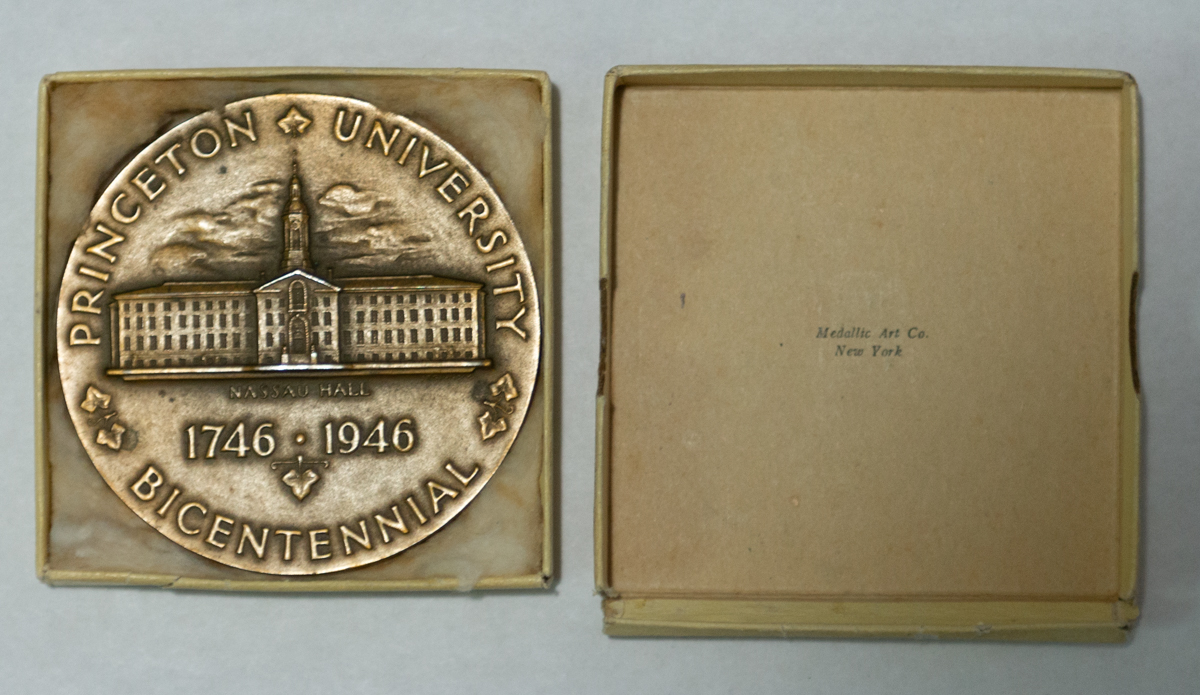 PRINCETON UNIVERSITY
NASSAU HALL
1746 · 1946
BICENTENNIAL
Medallic Art Co.
New York